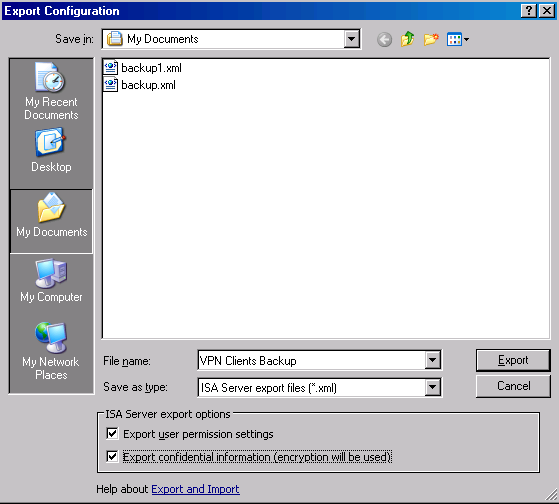 Export Configuration
Save in:
My Documents
My Recent
Documents
Desktop
My Documents
My Computer
My Network
Places
backup1.xml
backup.xml
File name:
VPN Clients Backup
Export
Save as type:
ISA Server export files (*.xml)
Cancel
ISA Server export options
Export user permission settings
Export confidential information (encryption will be used)
Help about Export and Import